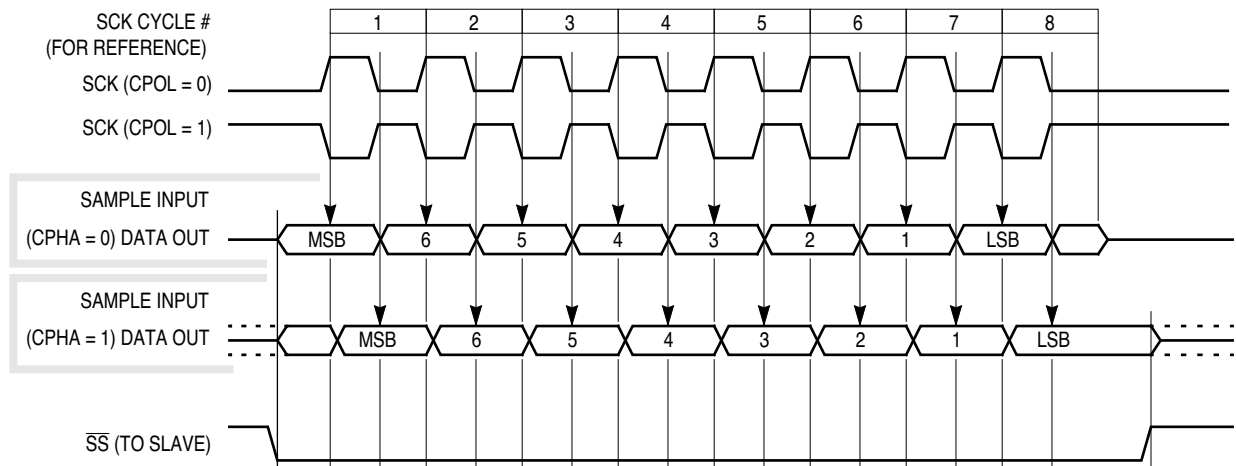 SCK CYCLE # 1 2 3 4 5 6 7 8
(FOR REFERENCE)
SCK (CPOL = 0)
SCK (CPOL = 1)
SAMPLE INPUT
(CPHA = 0) DATA OUT MSB 6 5 4 3 2 1 LSB
SAMPLE INPUT
(CPHA = 1) DATA OUT MSB 6 5 4 3 2 1 LSB
S̅S̅ (TO SLAVE)